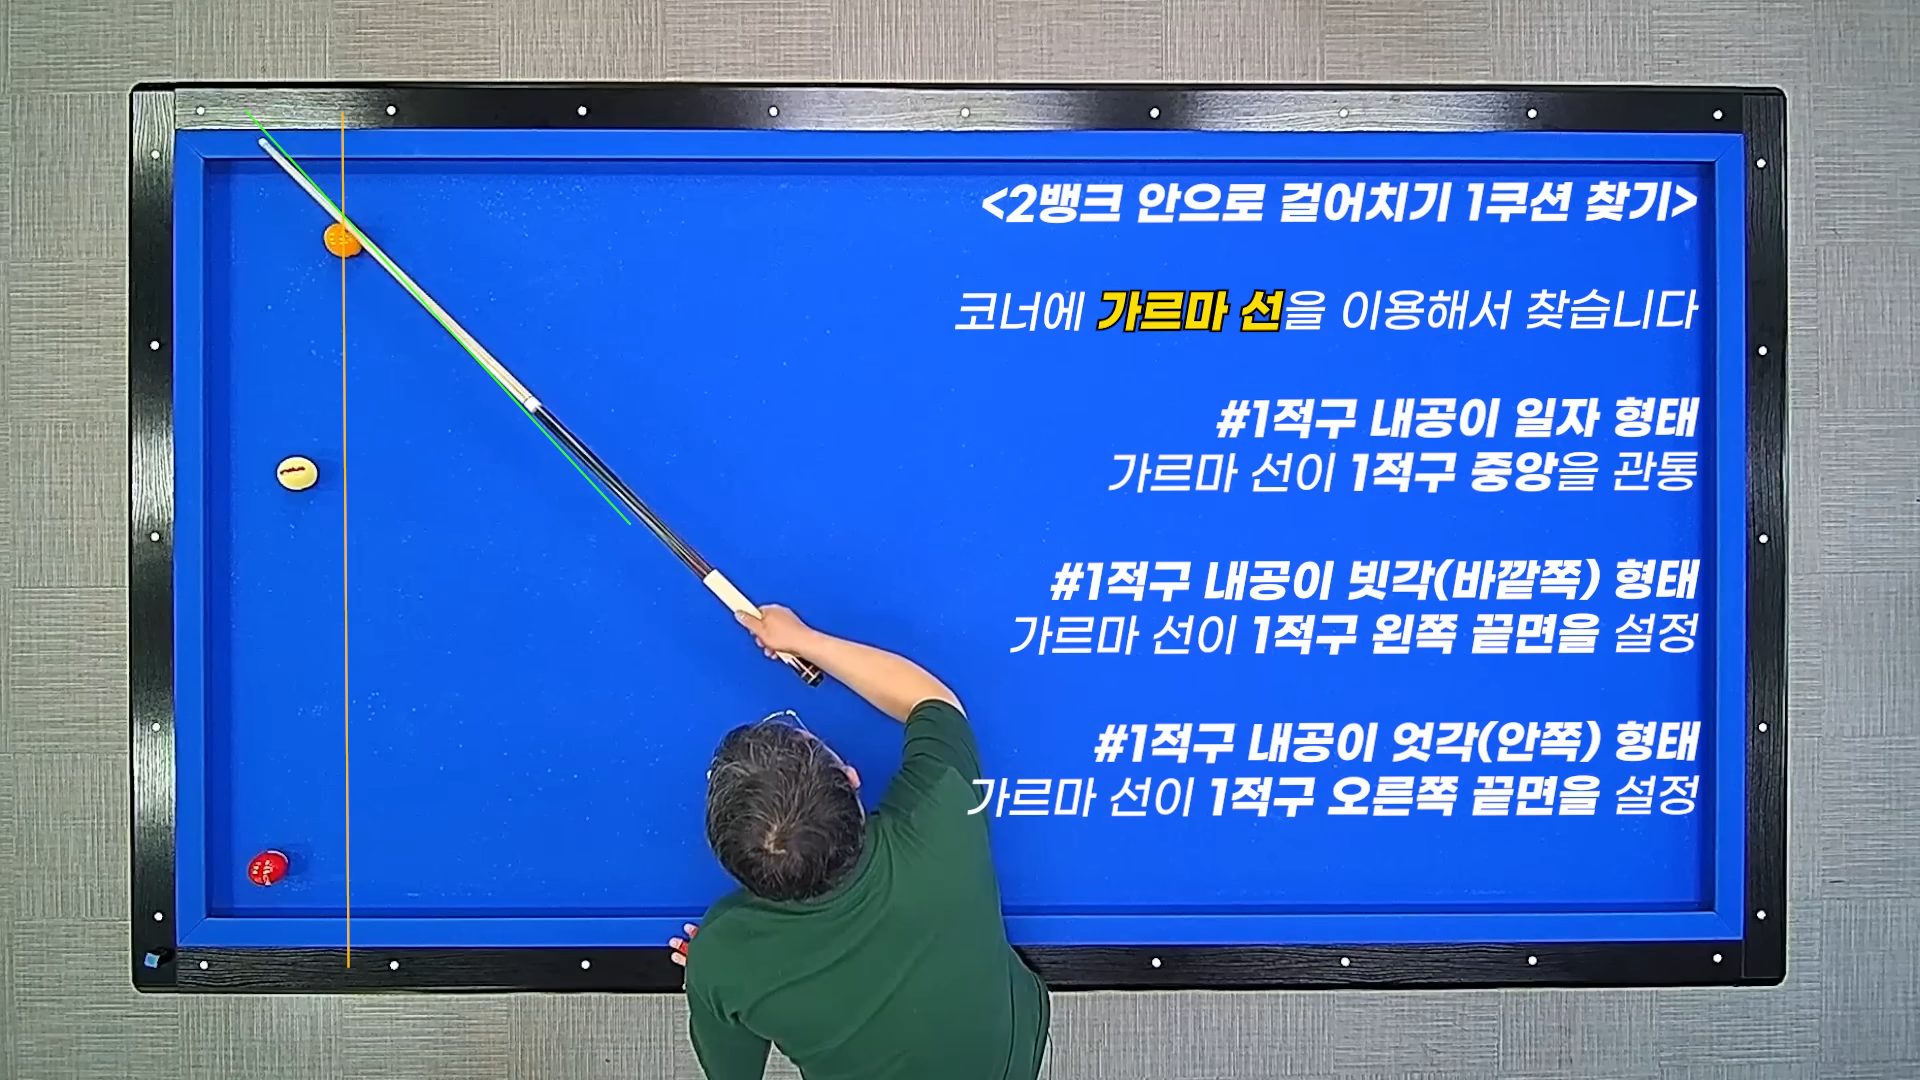 <2뱅크 안으로 걸어치기 1쿠션 찾기>
코너에 가르마 선을 이용해서 찾습니다
#1적구 내공이 일자 형태
가르마 선이 1적구 중앙을 관통
#1적구 내공이 빗각(바깥쪽) 형태
가르마 선이 1적구 왼쪽 끝면을 설정
#1적구 내공이 엇각(안쪽) 형태
가르마 선이 1적구 오른쪽 끝면을 설정